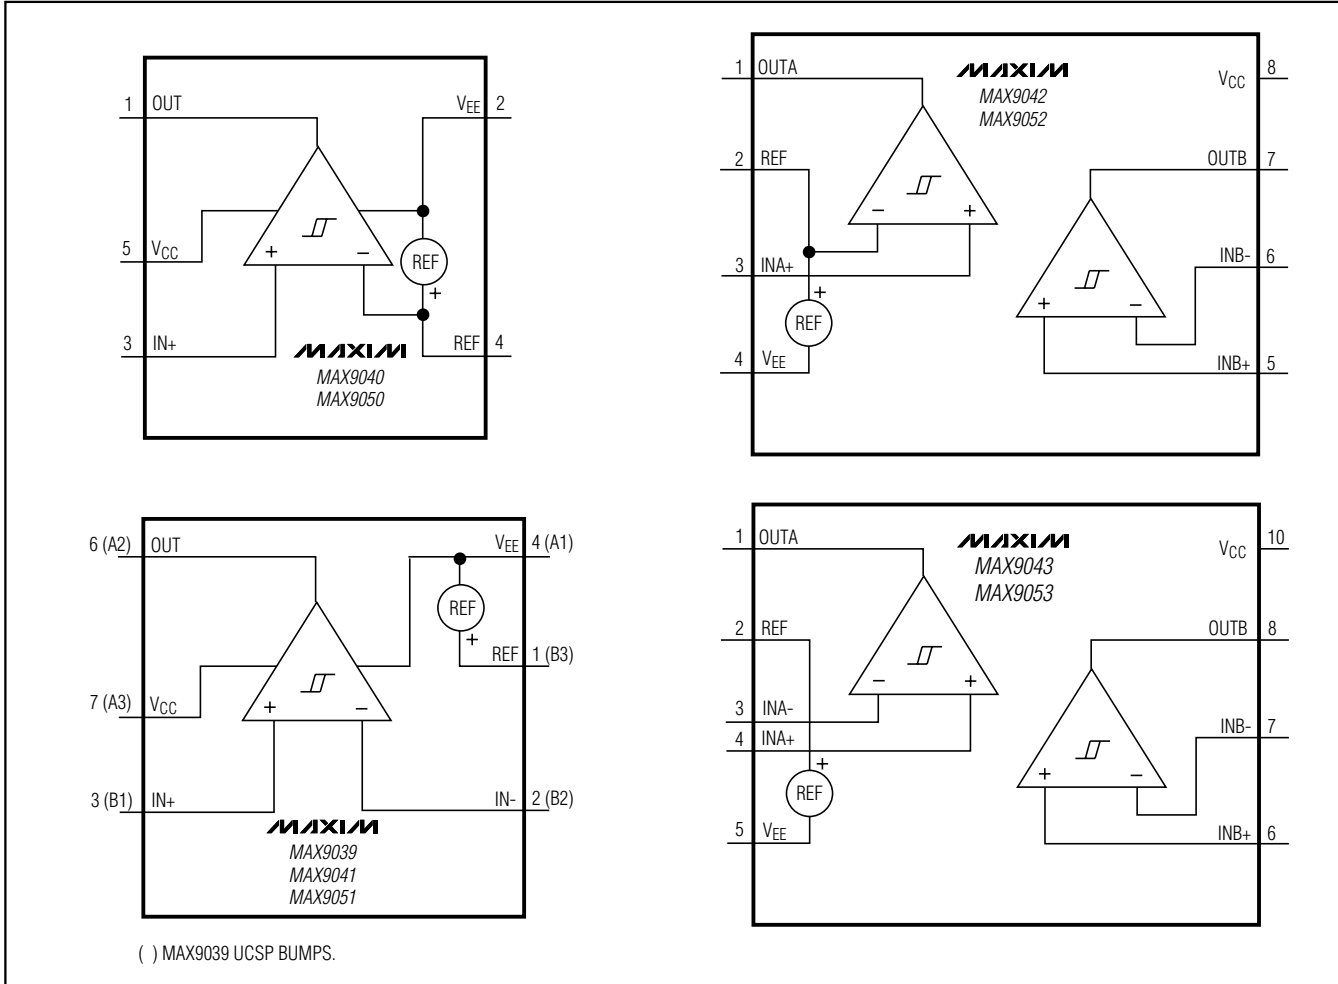 1 OUT
VEE 2
5 VCC
+
−
REF
+
3 IN+
REF 4
MAXIM
MAX9040
MAX9050
1 OUTA
MAXIM
MAX9042
MAX9052
VCC 8
2 REF
OUTB 7
−
+
3 INA+
INB- 6
+
REF
+
−
4 VEE
INB+ 5
6 (A2) OUT
VEE 4 (A1)
REF
+
REF 1 (B3)
7 (A3) VCC
+
−
3 (B1) IN+
IN- 2 (B2)
MAXIM
MAX9039
MAX9041
MAX9051
1 OUTA
MAXIM
MAX9043
MAX9053
VCC 10
2 REF
OUTB 8
−
+
3 INA-
4 INA+
INB- 7
+
REF
+
−
5 VEE
INB+ 6
( ) MAX9039 UCSP BUMPS.